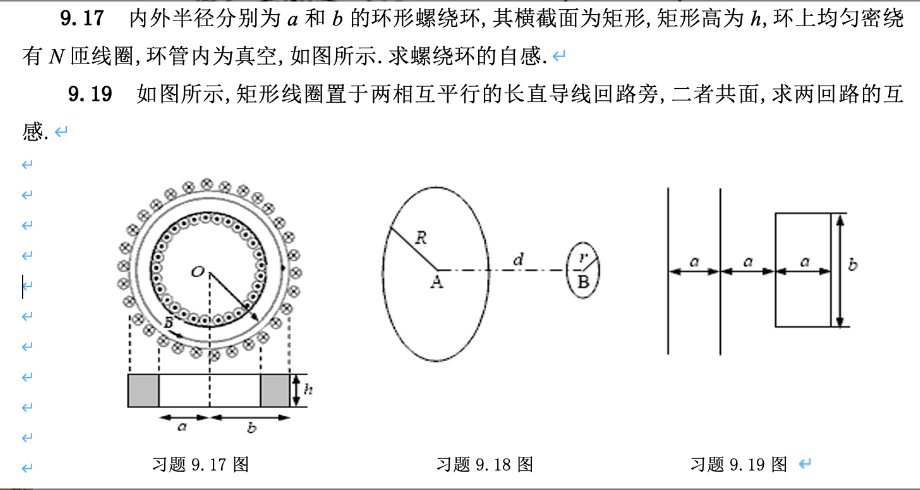 9.17 内外半径分别为 a 和 b 的环形螺绕环,其横截面为矩形,矩形高为 h,环上均匀密绕
有 N 匝线圈,环管内为真空,如图所示.求螺绕环的自感.↵
9.19 如图所示,矩形线圈置于两相互平行的长直导线回路旁,二者共面,求两回路的互
感.↵
O
B
h
a b
R
A
d
r
B
a a a b
习题 9.17 图 习题 9.18 图 习题 9.19 图 ↵